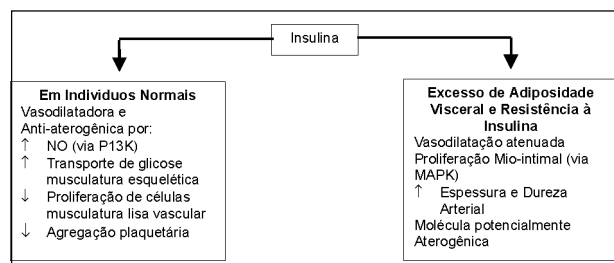 Insulina
Em Individuos Normais
Vasodilatadora e
Anti-aterogênica por:
↑ NO (via P13K)
↑ Transporte de glicose
musculatura esquelética
↓ Proliferação de células
musculatura lisa vascular
↓ Agregação plaquetária
Excesso de Adiposidade
Visceral e Resistência à
Insulina
Vasodilatação atenuada
Proliferação Mio-intimal (via
MAPK)
↑ Espessura e Dureza
Arterial
Molécula potencialmente
Aterogênica